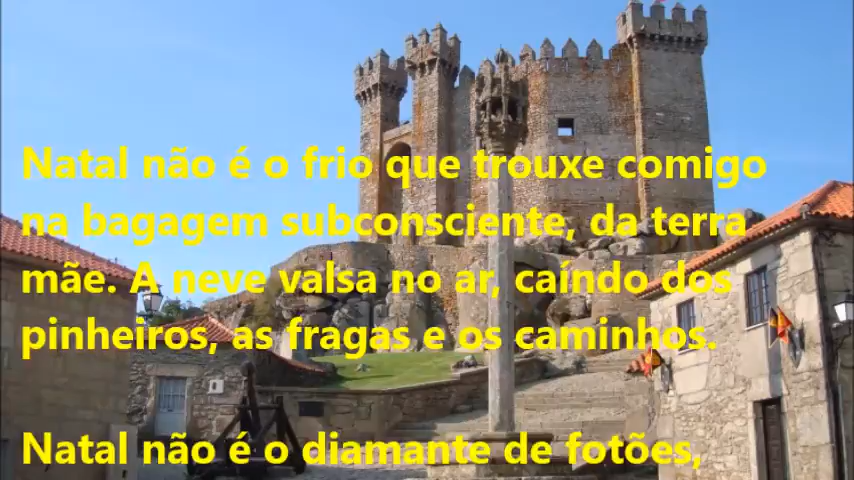 Natal não é o frio que trouxe comigo
na bagagem subconsciente, da terra
mãe. A neve valsa no ar, caíndo dos
pinheiros, as fragas e os caminhos.
Natal não é o diamante de fotões,